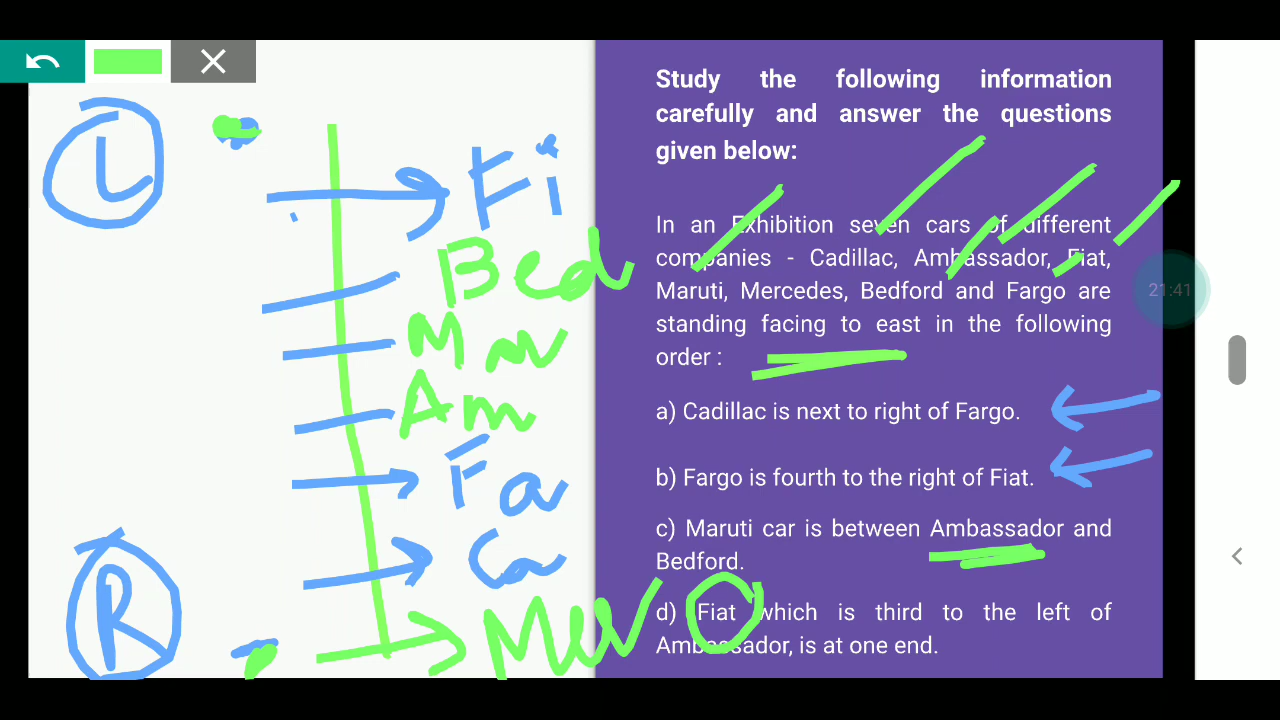 L
Fi
Bed
Mar
Am
Fa
Ca
Mer
R
Study the following information
carefully and answer the questions
given below:
In an Exhibition seven cars of different
companies - Cadillac, Ambassador, Fiat,
Maruti, Mercedes, Bedford and Fargo are
standing facing to east in the following
order :
a) Cadillac is next to right of Fargo.
b) Fargo is fourth to the right of Fiat.
c) Maruti car is between Ambassador and
Bedford.
d) Fiat which is third to the left of
Ambassador, is at one end.
21:41